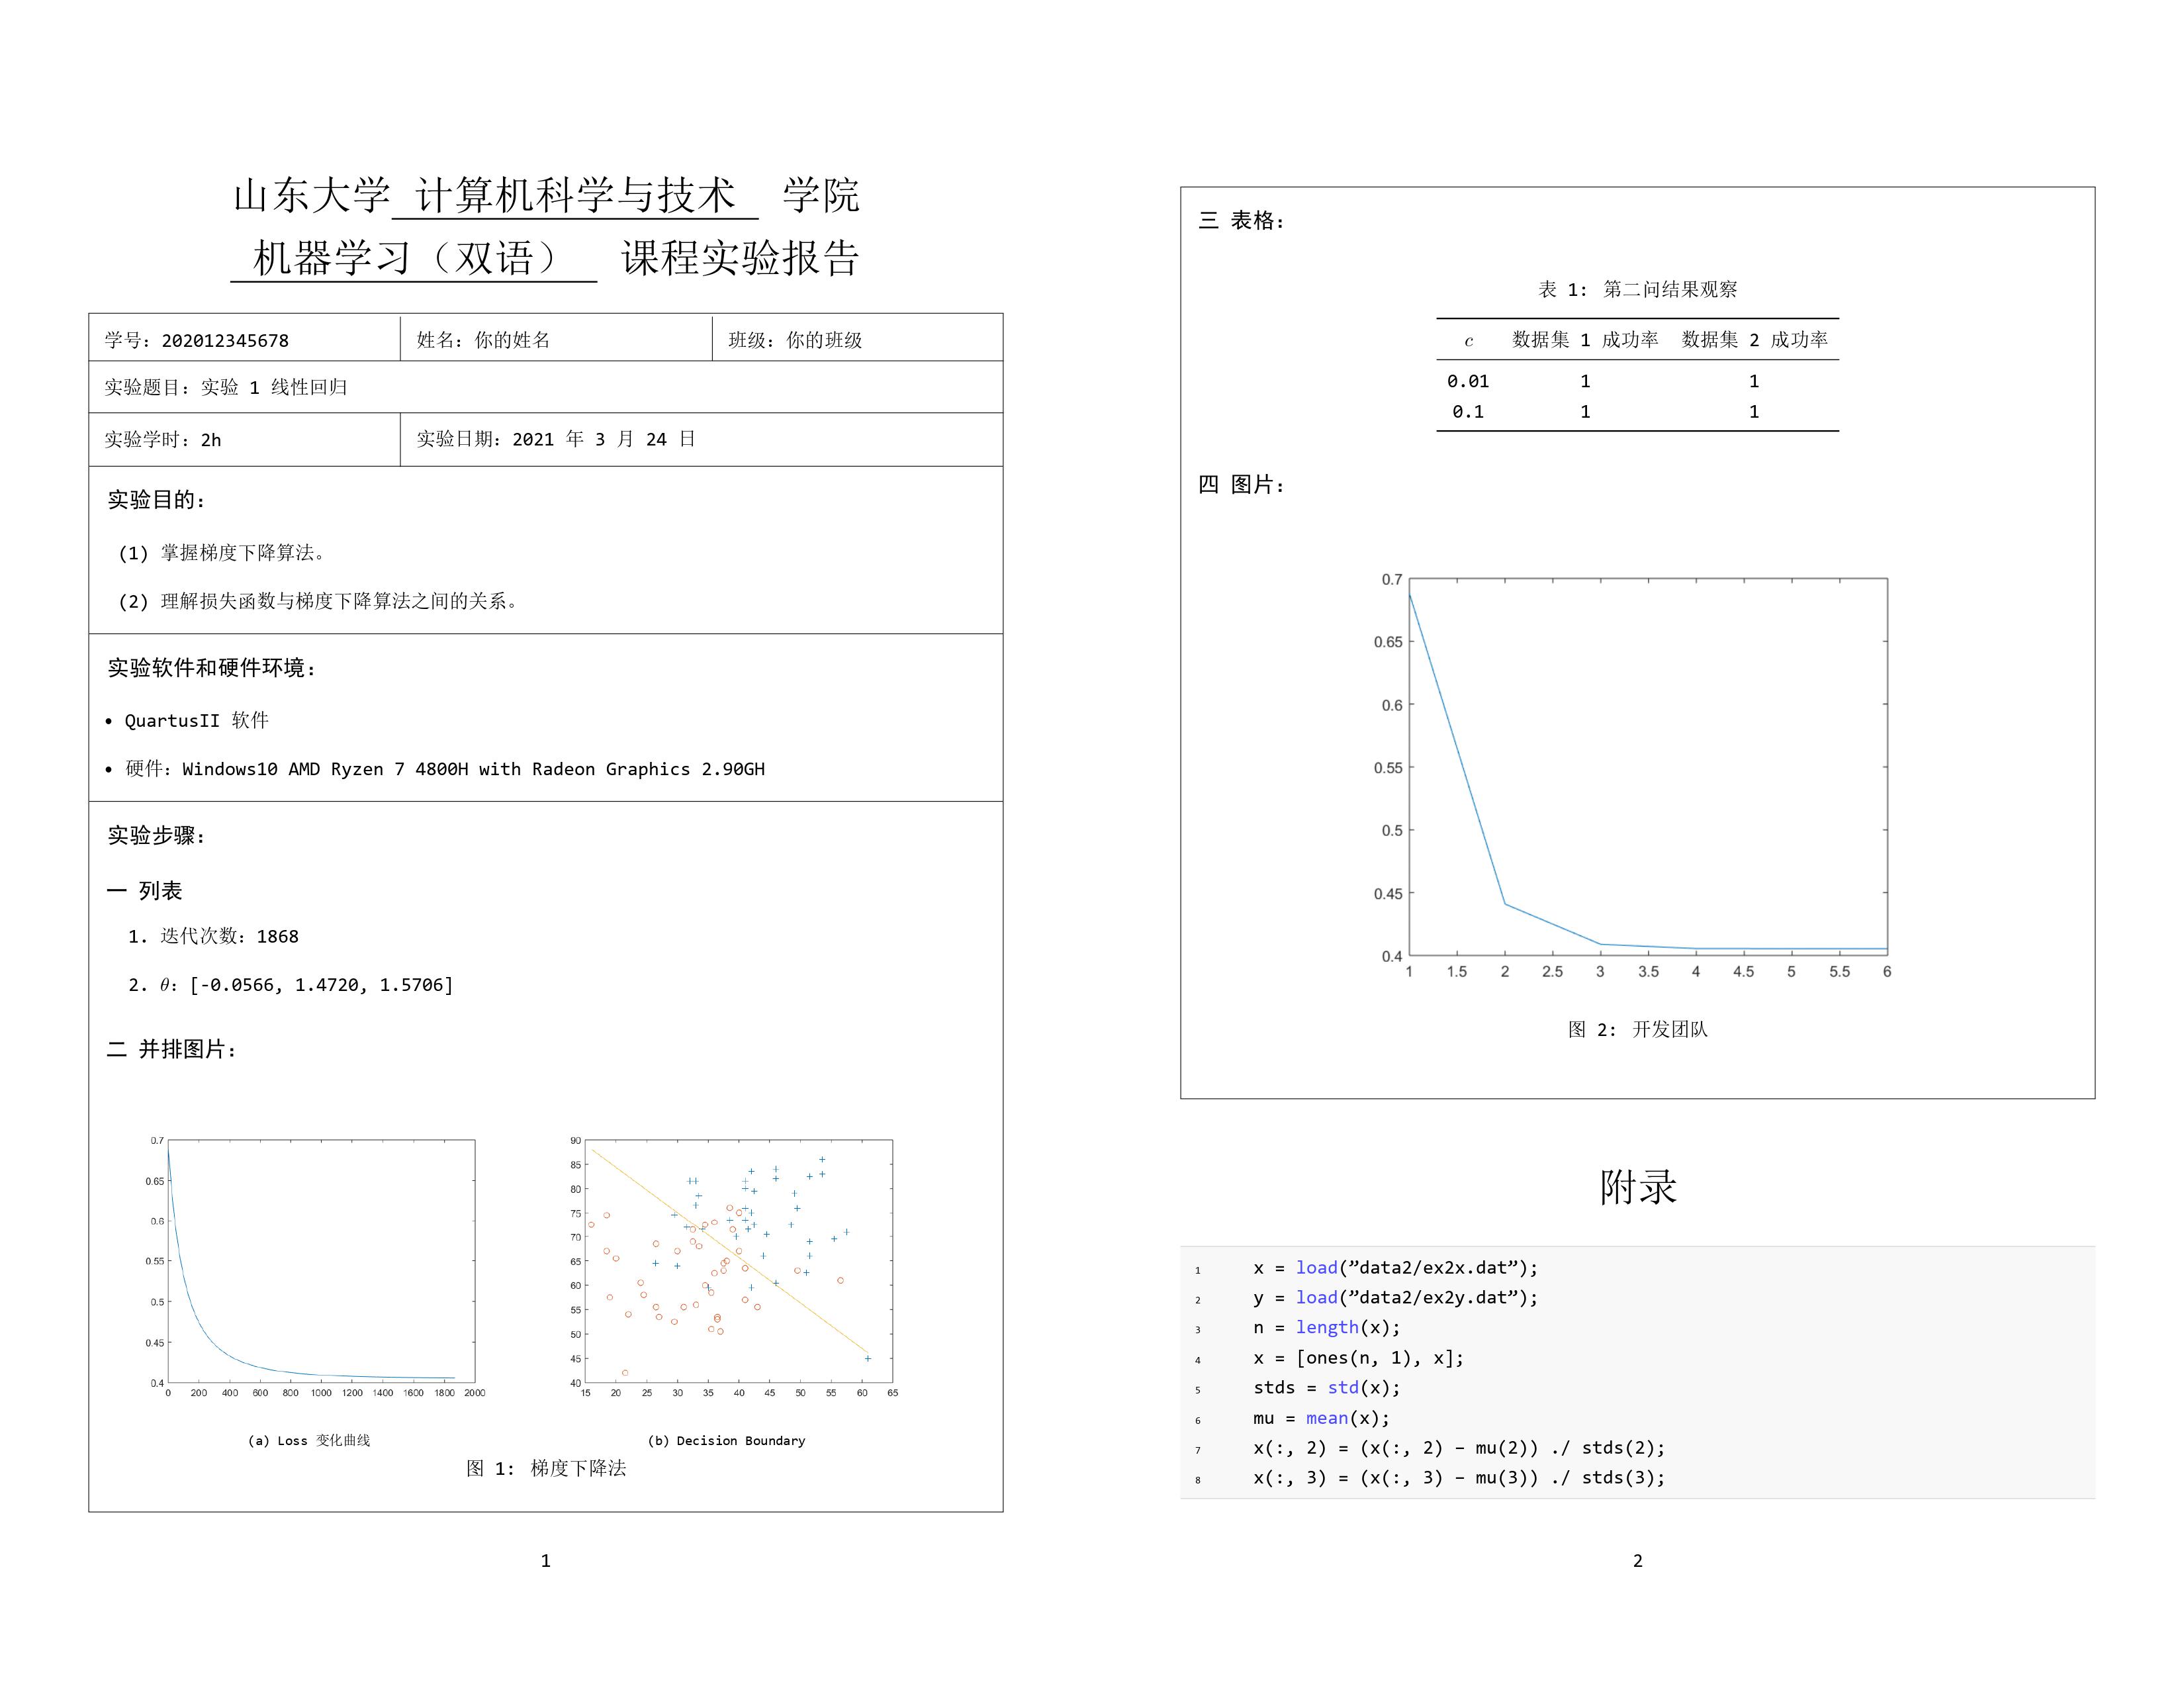 山东大学 计算机科学与技术 学院
机器学习（双语） 课程实验报告
学号：202012345678 姓名：你的姓名 班级：你的班级
实验题目：实验 1 线性回归
实验学时：2h 实验日期：2021 年 3 月 24 日
实验目的：
(1) 掌握梯度下降算法。
(2) 理解损失函数与梯度下降算法之间的关系。
实验软件和硬件环境：
• QuartusII 软件
• 硬件：Windows10 AMD Ryzen 7 4800H with Radeon Graphics 2.90GH
实验步骤：
一 列表
1. 迭代次数：1868
2. θ：[-0.0566, 1.4720, 1.5706]
二 并排图片：
0.7
0.65
0.6
0.55
0.5
0.45
0.4
0 200 400 600 800 1000 1200 1400 1600 1800 2000
(a) Loss 变化曲线
90
85
80
75
70
65
60
55
50
45
40
15 20 25 30 35 40 45 50 55 60 65
(b) Decision Boundary
图 1: 梯度下降法
1
三 表格：
表 1: 第二问结果观察
c 数据集 1 成功率 数据集 2 成功率
0.01 1 1
0.1 1 1
四 图片：
0.7
0.65
0.6
0.55
0.5
0.45
0.4
1 1.5 2 2.5 3 3.5 4 4.5 5 5.5 6
图 2: 开发团队
附录
1 x = load(”data2/ex2x.dat”);
2 y = load(”data2/ex2y.dat”);
3 n = length(x);
4 x = [ones(n, 1), x];
5 stds = std(x);
6 mu = mean(x);
7 x(:, 2) = (x(:, 2) − mu(2)) ./ stds(2);
8 x(:, 3) = (x(:, 3) − mu(3)) ./ stds(3);
2